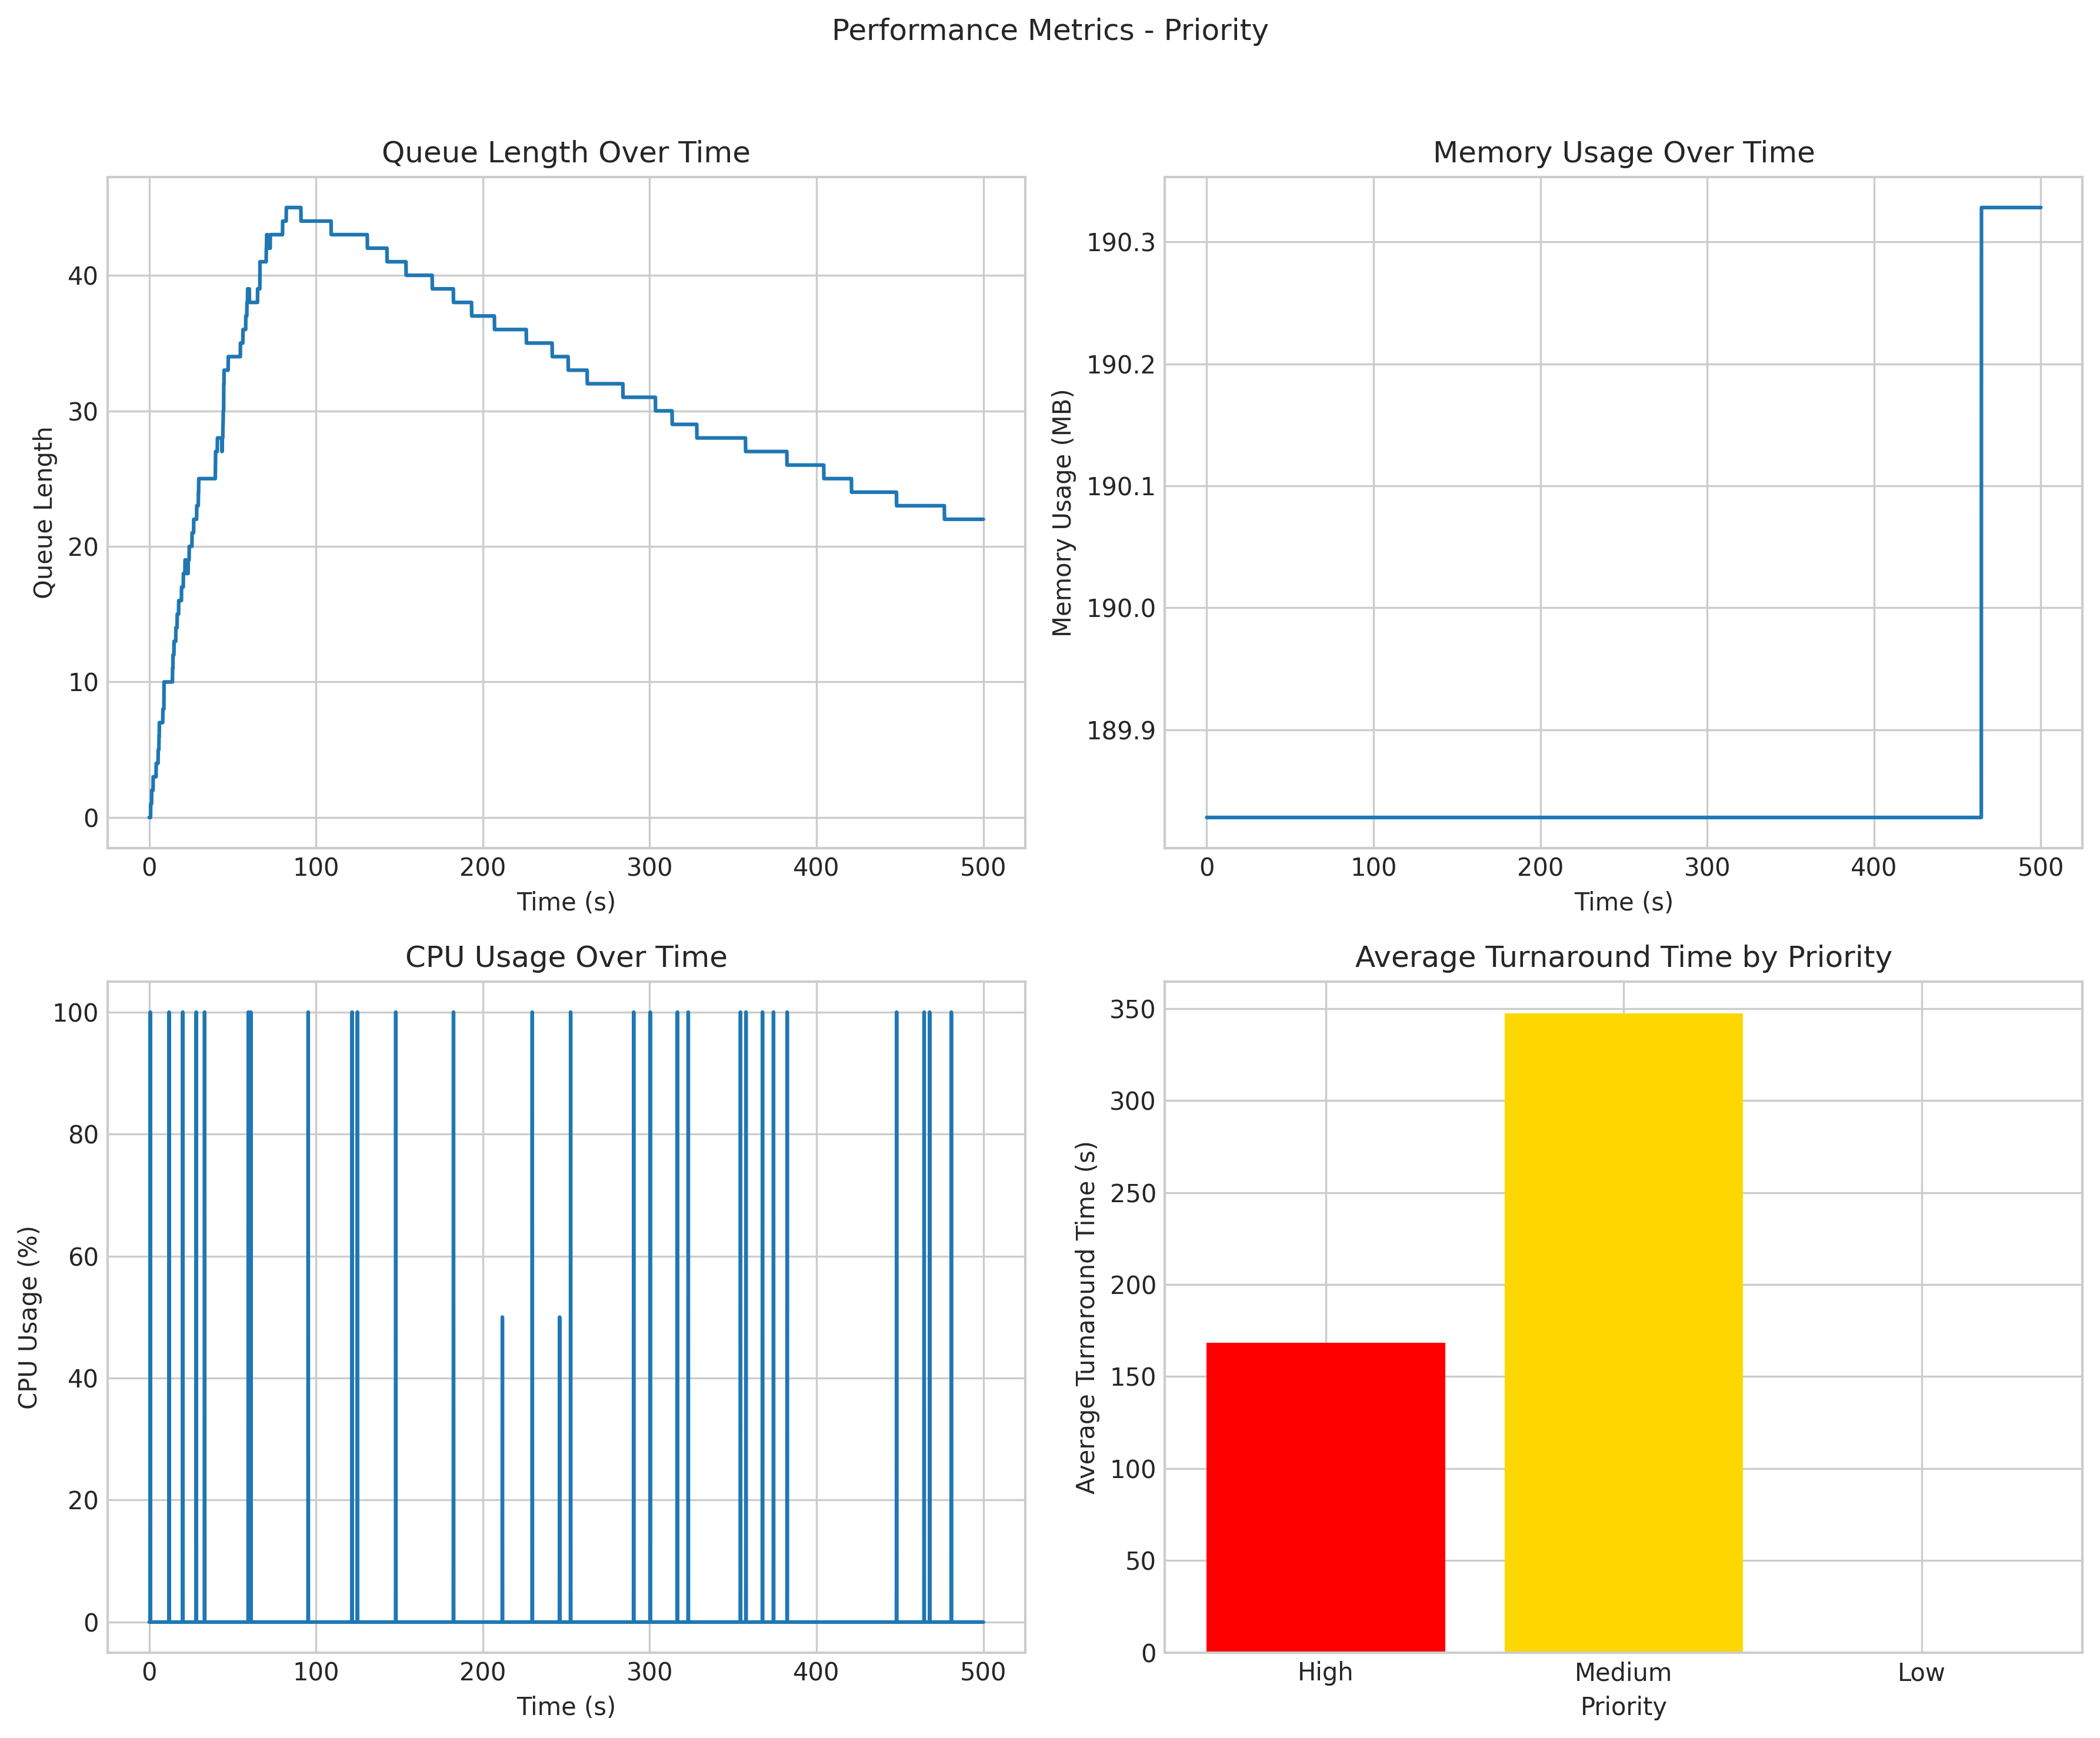 Performance Metrics - Priority
Queue Length Over Time
Queue Length
40
30
20
10
0
0 100 200 300 400 500
Time (s)
Memory Usage Over Time
Memory Usage (MB)
190.3
190.2
190.1
190.0
189.9
0 100 200 300 400 500
Time (s)
CPU Usage Over Time
CPU Usage (%)
100
80
60
40
20
0
0 100 200 300 400 500
Time (s)
Average Turnaround Time by Priority
Average Turnaround Time (s)
350
300
250
200
150
100
50
0
High Medium Low
Priority